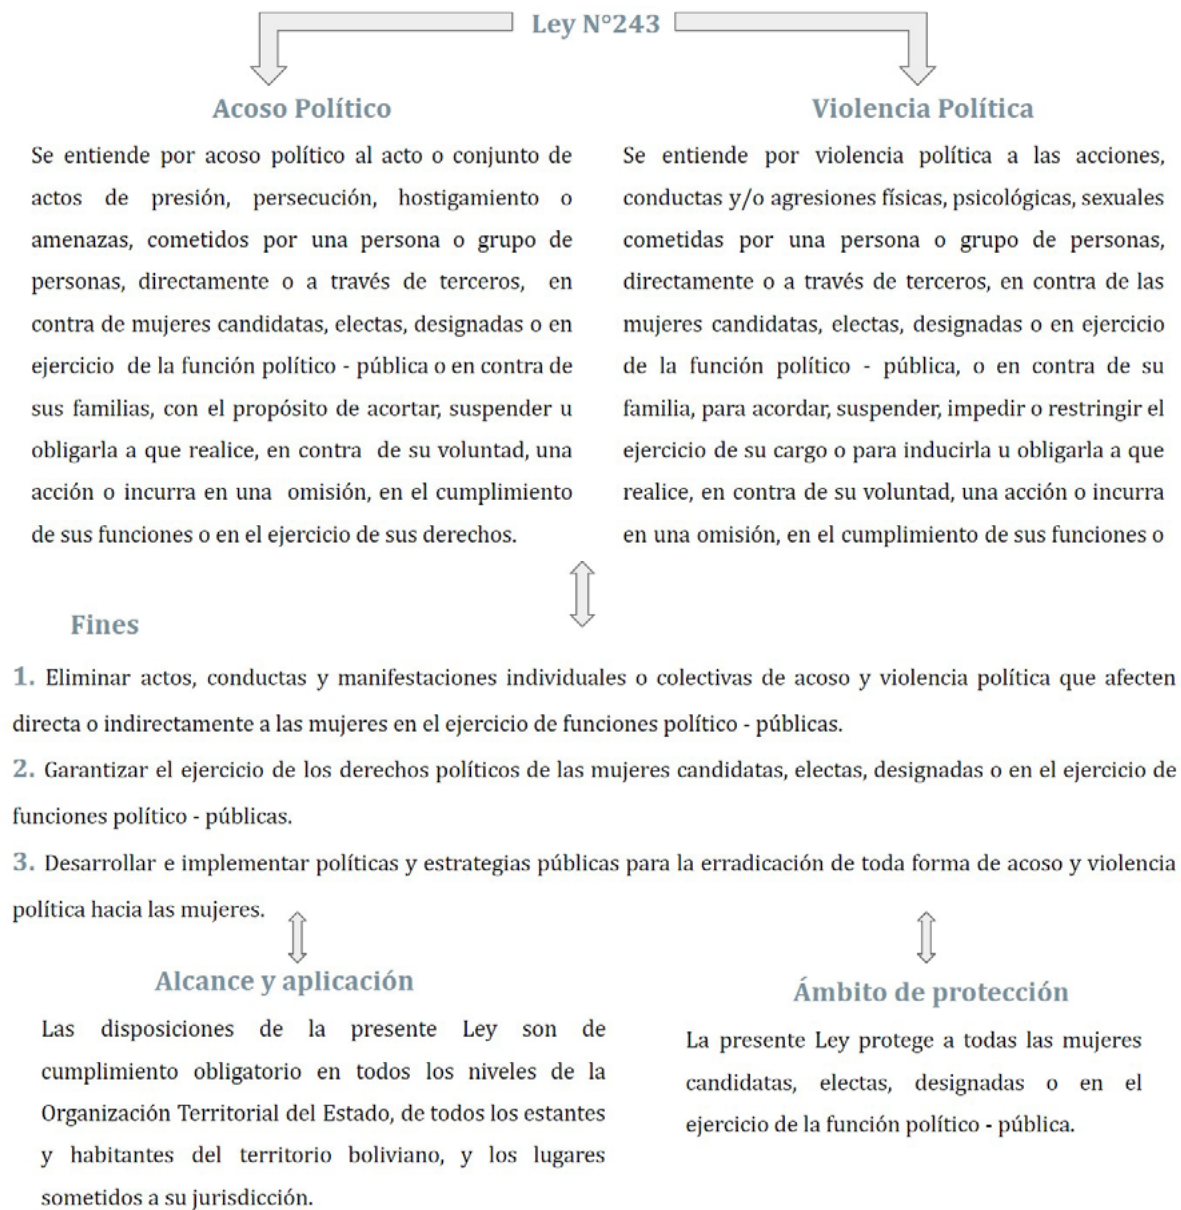 Ley N°243
Acoso Político
Se entiende por acoso político al acto o conjunto de
actos de presión, persecución, hostigamiento o
amenazas, cometidos por una persona o grupo de
personas, directamente o a través de terceros, en
contra de mujeres candidatas, electas, designadas o en
ejercicio de la función político - pública o en contra de
sus familias, con el propósito de acortar, suspender u
obligarla a que realice, en contra de su voluntad, una
acción o incurra en una omisión, en el cumplimiento
de sus funciones o en el ejercicio de sus derechos.
Violencia Política
Se entiende por violencia política a las acciones,
conductas y/o agresiones físicas, psicológicas, sexuales
cometidas por una persona o grupo de personas,
directamente o a través de terceros, en contra de las
mujeres candidatas, electas, designadas o en ejercicio
de la función político - pública, o en contra de su
familia, para acordar, suspender, impedir o restringir el
ejercicio de su cargo o para inducirla u obligarla a que
realice, en contra de su voluntad, una acción o incurra
en una omisión, en el cumplimiento de sus funciones o
Fines
1. Eliminar actos, conductas y manifestaciones individuales o colectivas de acoso y violencia política que afecten
directa o indirectamente a las mujeres en el ejercicio de funciones político - públicas.
2. Garantizar el ejercicio de los derechos políticos de las mujeres candidatas, electas, designadas o en el ejercicio de
funciones político - públicas.
3. Desarrollar e implementar políticas y estrategias públicas para la erradicación de toda forma de acoso y violencia
política hacia las mujeres.
Alcance y aplicación
Las disposiciones de la presente Ley son de
cumplimiento obligatorio en todos los niveles de la
Organización Territorial del Estado, de todos los estantes
y habitantes del territorio boliviano, y los lugares
sometidos a su jurisdicción.
Ámbito de protección
La presente Ley protege a todas las mujeres
candidatas, electas, designadas o en el
ejercicio de la función político - pública.